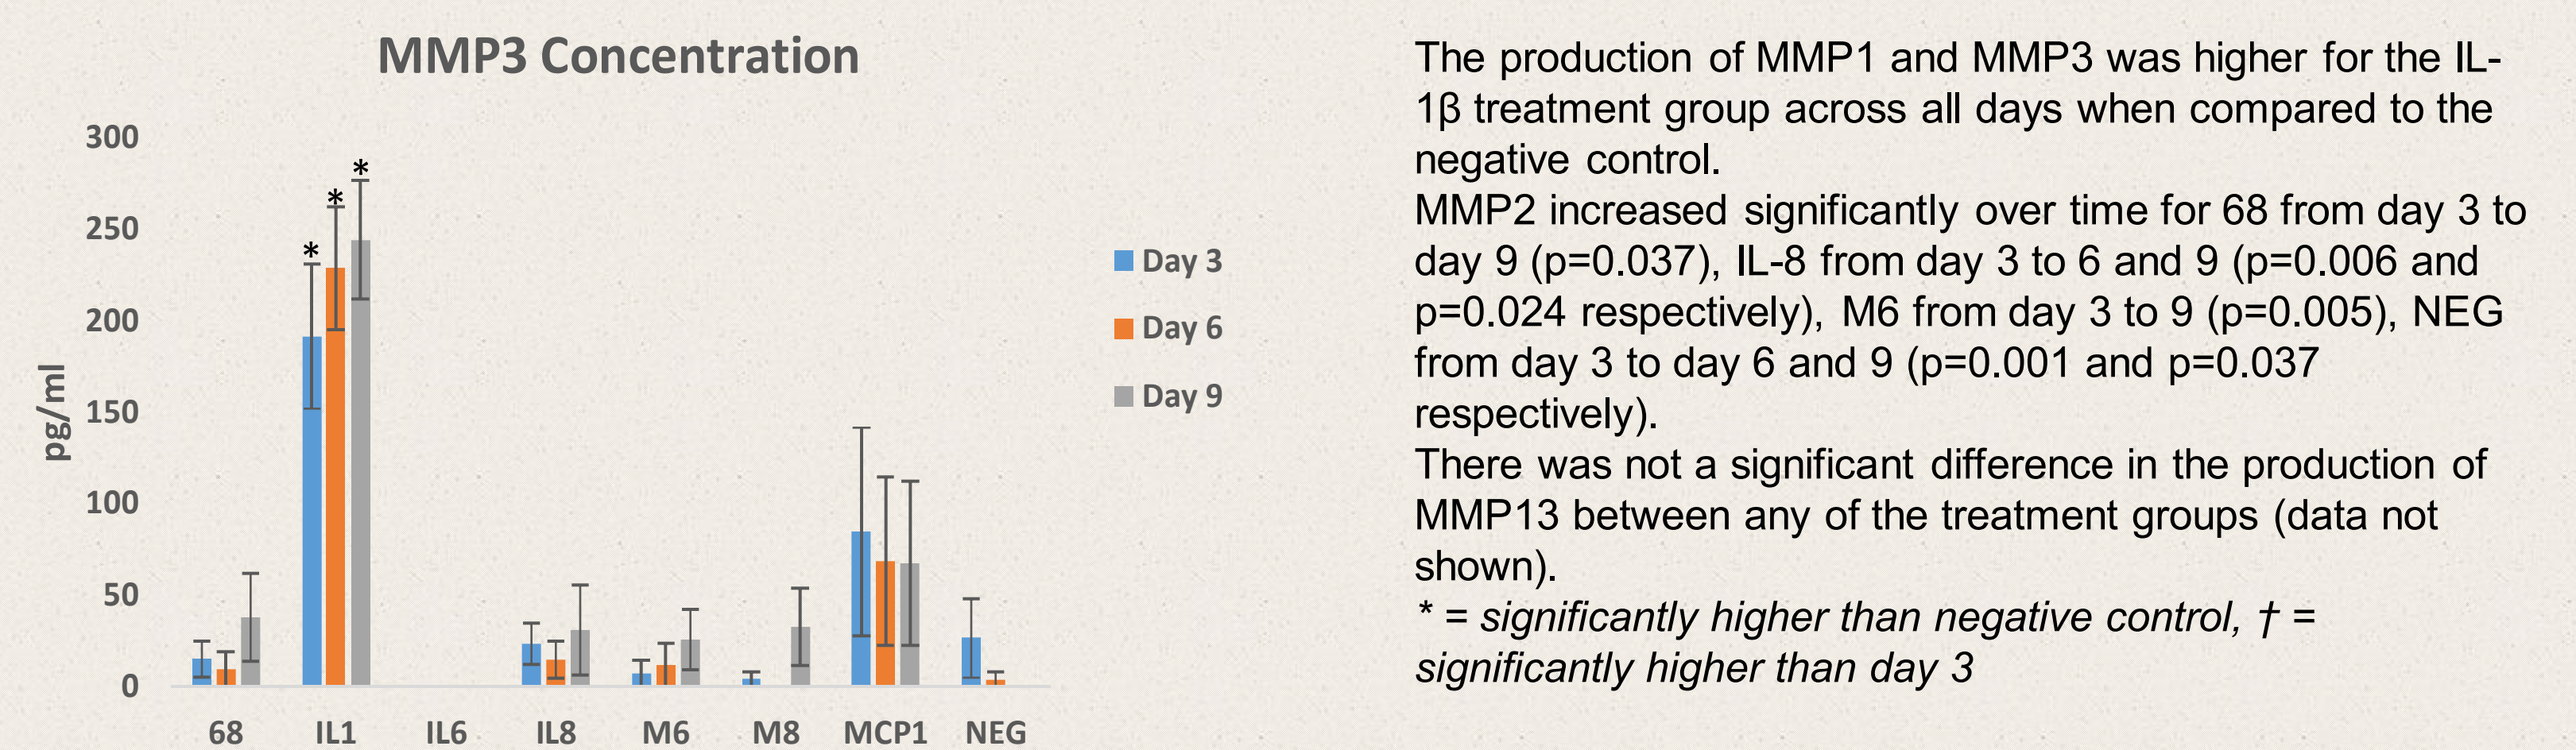 MMP3 Concentration
300
250
200
150
100
50
0
pg/ml
* * *
68 IL1 IL6 IL8 M6 M8 MCP1 NEG
Day 3
Day 6
Day 9
The production of MMP1 and MMP3 was higher for the IL-
1β treatment group across all days when compared to the
negative control.
MMP2 increased significantly over time for 68 from day 3 to
day 9 (p=0.037), IL-8 from day 3 to 6 and 9 (p=0.006 and
p=0.024 respectively), M6 from day 3 to 9 (p=0.005), NEG
from day 3 to day 6 and 9 (p=0.001 and p=0.037
respectively).
There was not a significant difference in the production of
MMP13 between any of the treatment groups (data not
shown).
* = significantly higher than negative control, † =
significantly higher than day 3